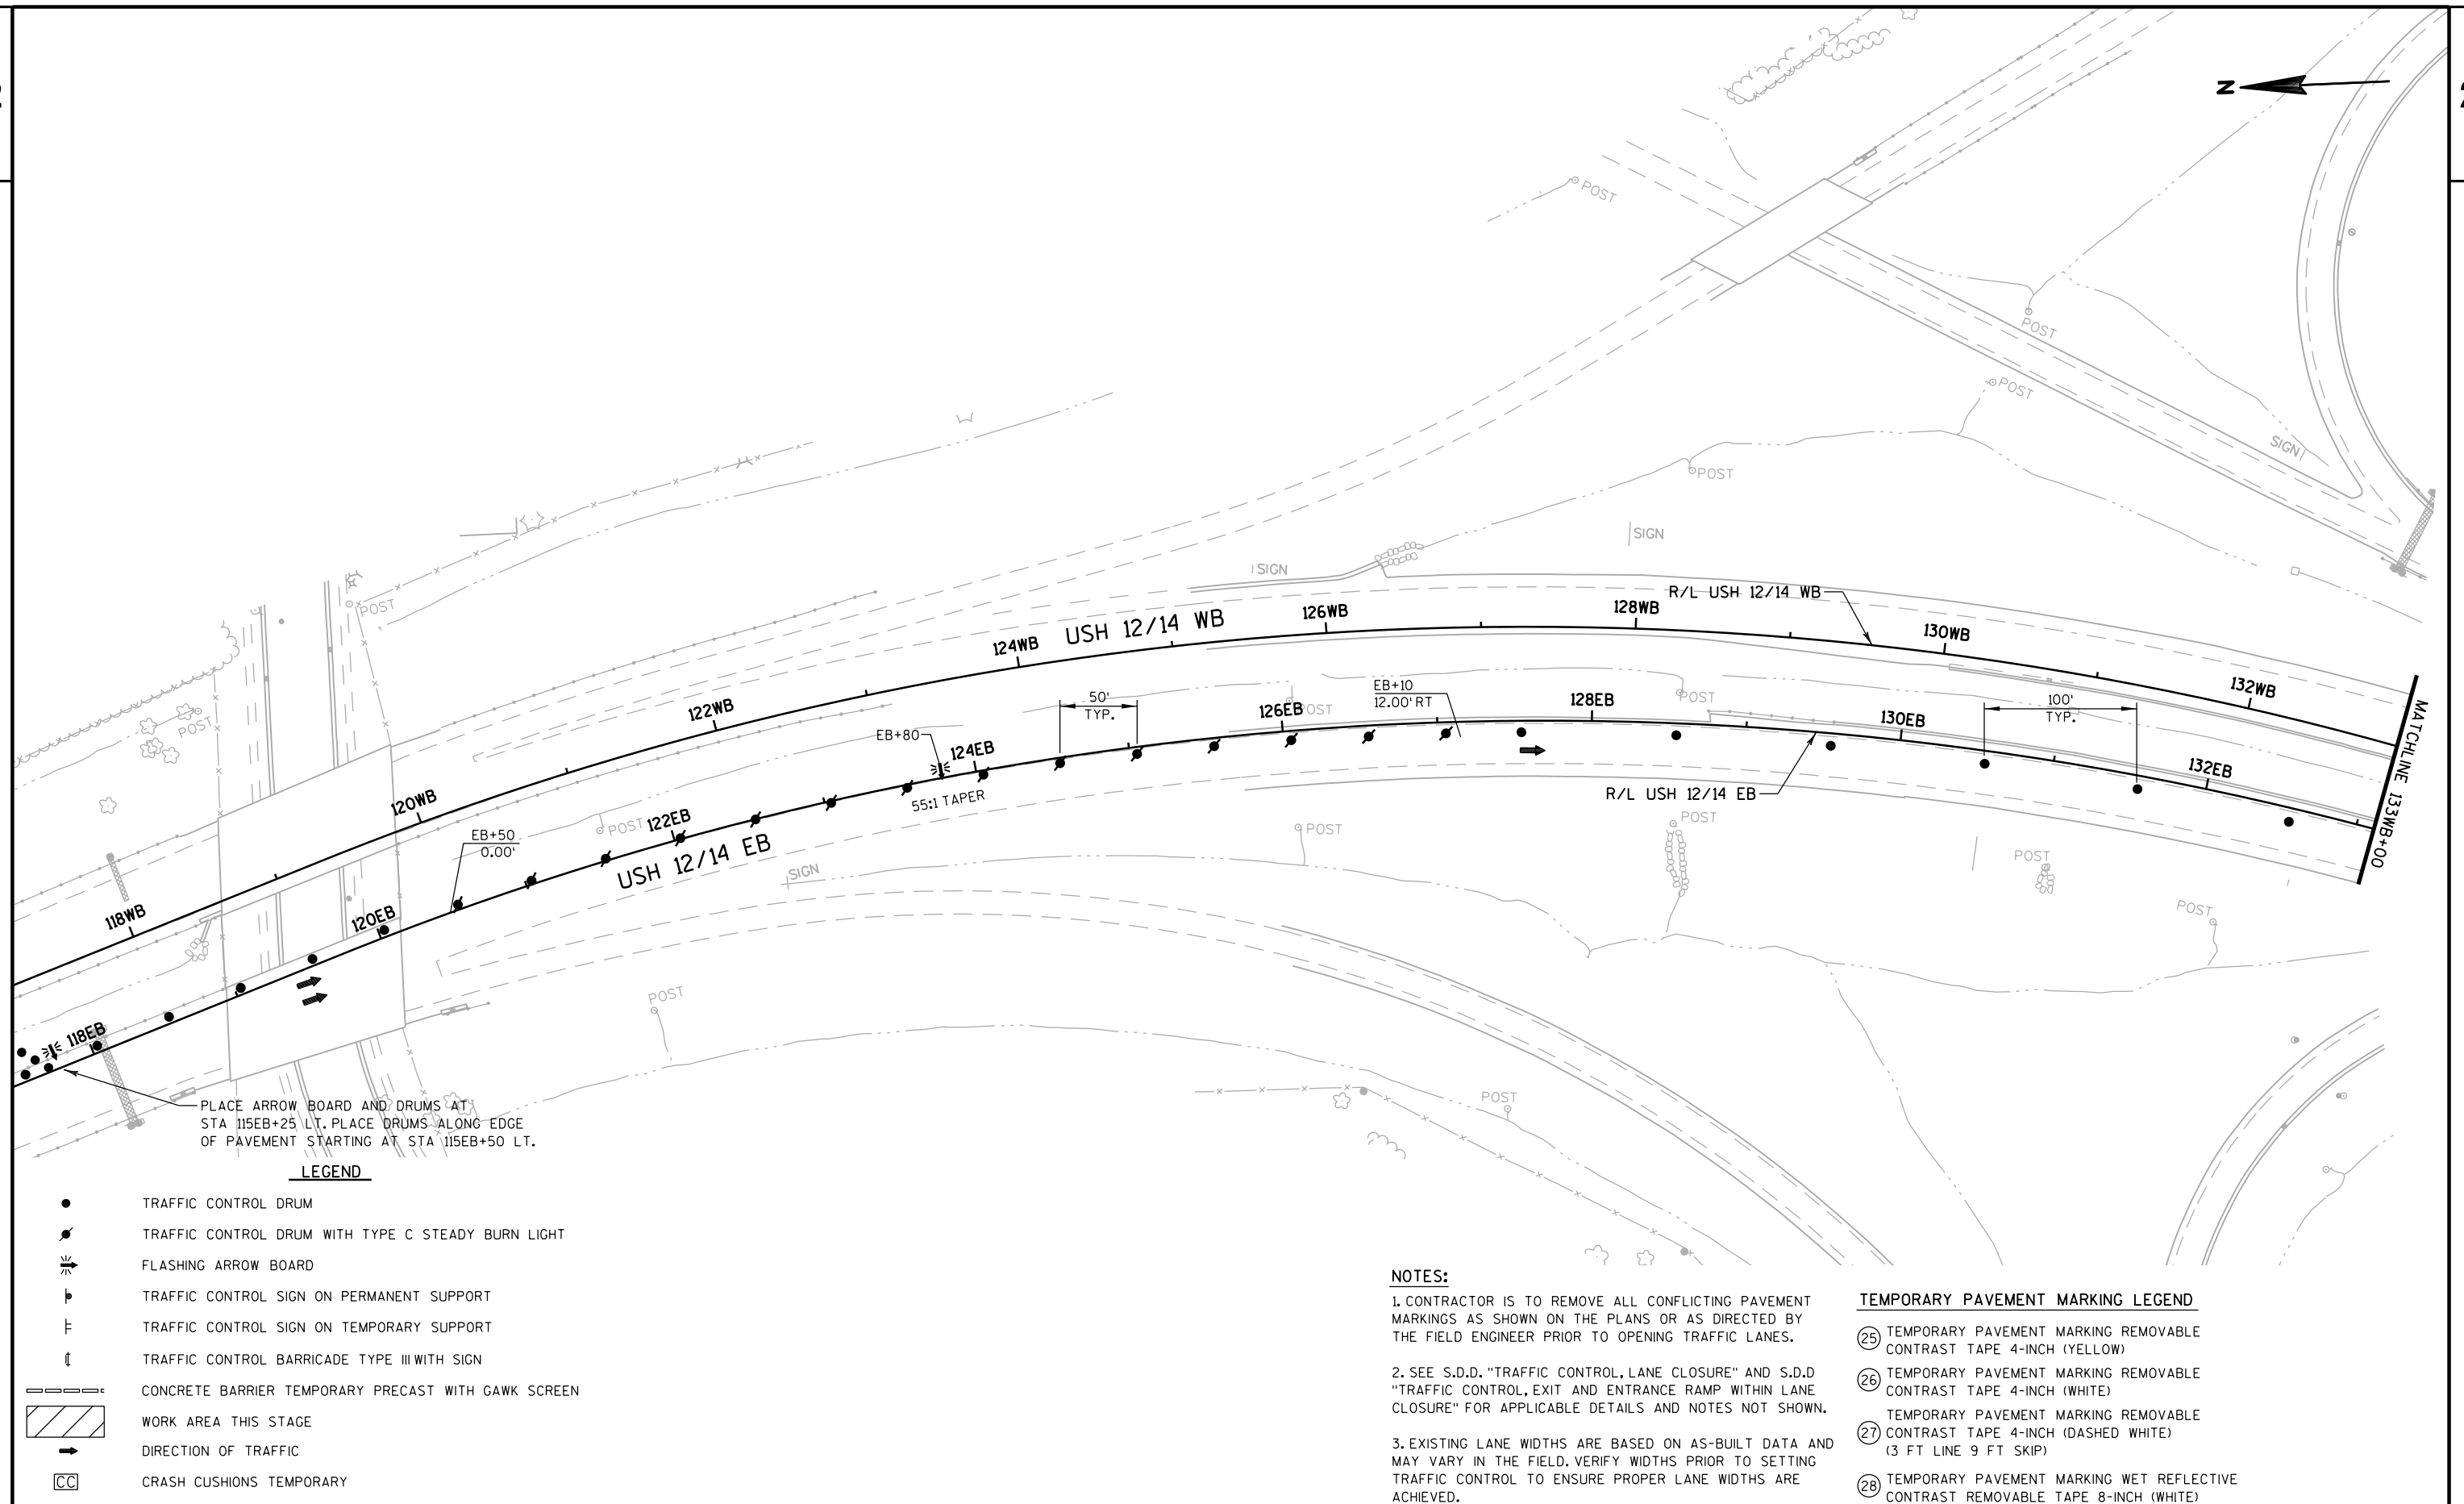 N
POST
POST
POST
SIGN
POST
SIGN
SIGN
R/L USH 12/14 WB
POST
126WB
128WB
130WB
USH 12/14 WB
124WB
132WB
122WB
50'
TYP.
EB+10
12.00' RT
POST
POST
128EB
126EB
130EB
100'
TYP.
MATCHLINE 133WB+00
POST
EB+80
124EB
132EB
120WB
55:1 TAPER
R/L USH 12/14 EB
EB+50
0.00'
POST
122EB
USH 12/14 EB
POST
POST
POST
SIGN
118WB
120EB
POST
POST
118EB
POST
PLACE ARROW BOARD AND DRUMS AT
STA 115EB+25 LT. PLACE DRUMS ALONG EDGE
OF PAVEMENT STARTING AT STA 115EB+50 LT.
LEGEND
TRAFFIC CONTROL DRUM
TRAFFIC CONTROL DRUM WITH TYPE C STEADY BURN LIGHT
FLASHING ARROW BOARD
TRAFFIC CONTROL SIGN ON PERMANENT SUPPORT
TRAFFIC CONTROL SIGN ON TEMPORARY SUPPORT
TRAFFIC CONTROL BARRICADE TYPE III WITH SIGN
CONCRETE BARRIER TEMPORARY PRECAST WITH GAWK SCREEN
WORK AREA THIS STAGE
DIRECTION OF TRAFFIC
CC CRASH CUSHIONS TEMPORARY
NOTES:
1. CONTRACTOR IS TO REMOVE ALL CONFLICTING PAVEMENT
MARKINGS AS SHOWN ON THE PLANS OR AS DIRECTED BY
THE FIELD ENGINEER PRIOR TO OPENING TRAFFIC LANES.
2. SEE S.D.D. "TRAFFIC CONTROL, LANE CLOSURE" AND S.D.D
"TRAFFIC CONTROL, EXIT AND ENTRANCE RAMP WITHIN LANE
CLOSURE" FOR APPLICABLE DETAILS AND NOTES NOT SHOWN.
3. EXISTING LANE WIDTHS ARE BASED ON AS-BUILT DATA AND
MAY VARY IN THE FIELD. VERIFY WIDTHS PRIOR TO SETTING
TRAFFIC CONTROL TO ENSURE PROPER LANE WIDTHS ARE
ACHIEVED.
TEMPORARY PAVEMENT MARKING LEGEND
25 TEMPORARY PAVEMENT MARKING REMOVABLE
CONTRAST TAPE 4-INCH (YELLOW)
26 TEMPORARY PAVEMENT MARKING REMOVABLE
CONTRAST TAPE 4-INCH (WHITE)
27 TEMPORARY PAVEMENT MARKING REMOVABLE
CONTRAST TAPE 4-INCH (DASHED WHITE)
(3 FT LINE 9 FT SKIP)
28 TEMPORARY PAVEMENT MARKING WET REFLECTIVE
CONTRAST REMOVABLE TAPE 8-INCH (WHITE)